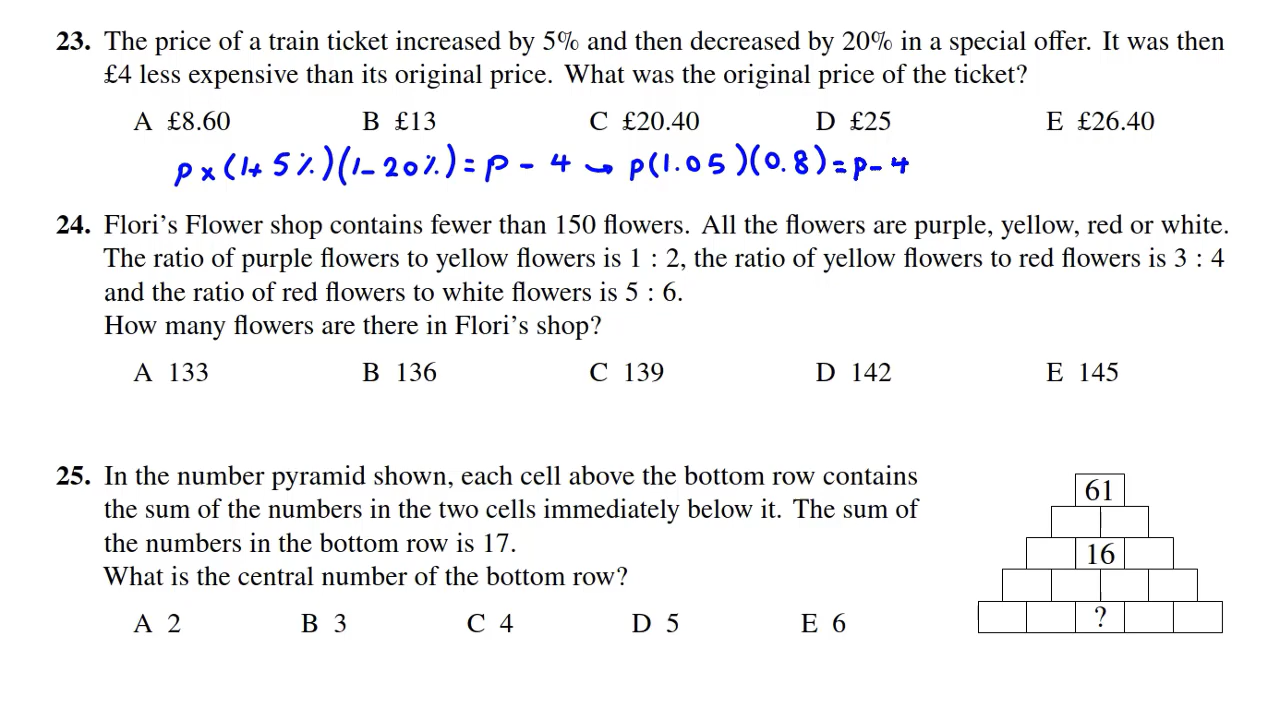 23. The price of a train ticket increased by 5% and then decreased by 20% in a special offer. It was then
£4 less expensive than its original price. What was the original price of the ticket?
A £8.60 B £13 C £20.40 D £25 E £26.40
P x (1+5%)(1-20%) = P - 4 → P(1.05)(0.8) = P-4
24. Flori's Flower shop contains fewer than 150 flowers. All the flowers are purple, yellow, red or white.
The ratio of purple flowers to yellow flowers is 1 : 2, the ratio of yellow flowers to red flowers is 3 : 4
and the ratio of red flowers to white flowers is 5 : 6.
How many flowers are there in Flori's shop?
A 133 B 136 C 139 D 142 E 145
25. In the number pyramid shown, each cell above the bottom row contains
the sum of the numbers in the two cells immediately below it. The sum of
the numbers in the bottom row is 17.
What is the central number of the bottom row?
A 2 B 3 C 4 D 5 E 6
61
16
?